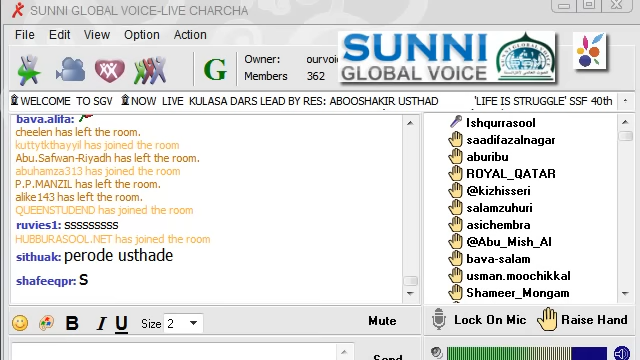 SUNNI GLOBAL VOICE-LIVE CHARCHA
File Edit View Option Action
G
Owner: ourvoi
Members 362
SUNNI
GLOBAL VOICE
WELCOME TO SGV NOW LIVE KULASA DARS LEAD BY RES: ABOOSHAKIR USTHAD 'LIFE IS STRUGGLE' SSF 40th
bava.alifa:
cheelen has left the room.
kuttytkthayyil has joined the room
Abu.Safwan-Riyadh has left the room.
abuhamza313 has joined the room
P.P.MANZIL has left the room.
alike143 has left the room.
QUEENSTUDEND has joined the room
ruvies1: sssssssss
HUBBURASOOL.NET has joined the room
sithuak: perode usthade
shafeeqpr: S
Ishqurrasool
saadifazalnagar
aburibu
ROYAL_QATAR
@kizhisseri
salamzuhuri
asichembra
@Abu_Mish_Al
bava-salam
usman.moochikkal
Shameer_Mongam
B I U Size 2 Mute
Lock On Mic Raise Hand
Send